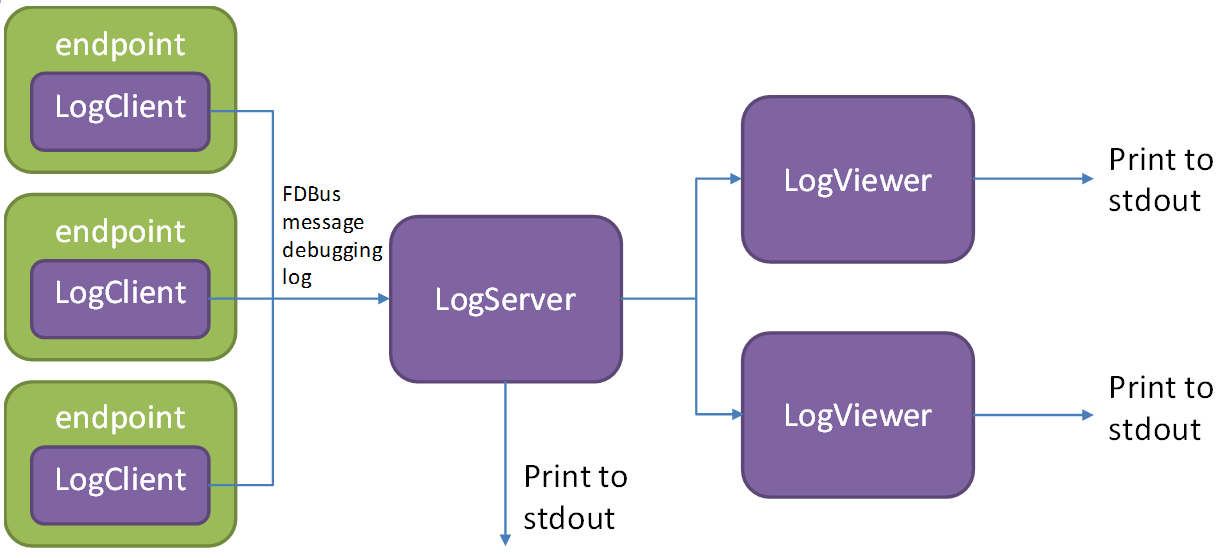 endpoint
LogClient
endpoint
LogClient
endpoint
LogClient
FDBus
message
debugging
log
LogServer
Print to
stdout
LogViewer
Print to
stdout
LogViewer
Print to
stdout